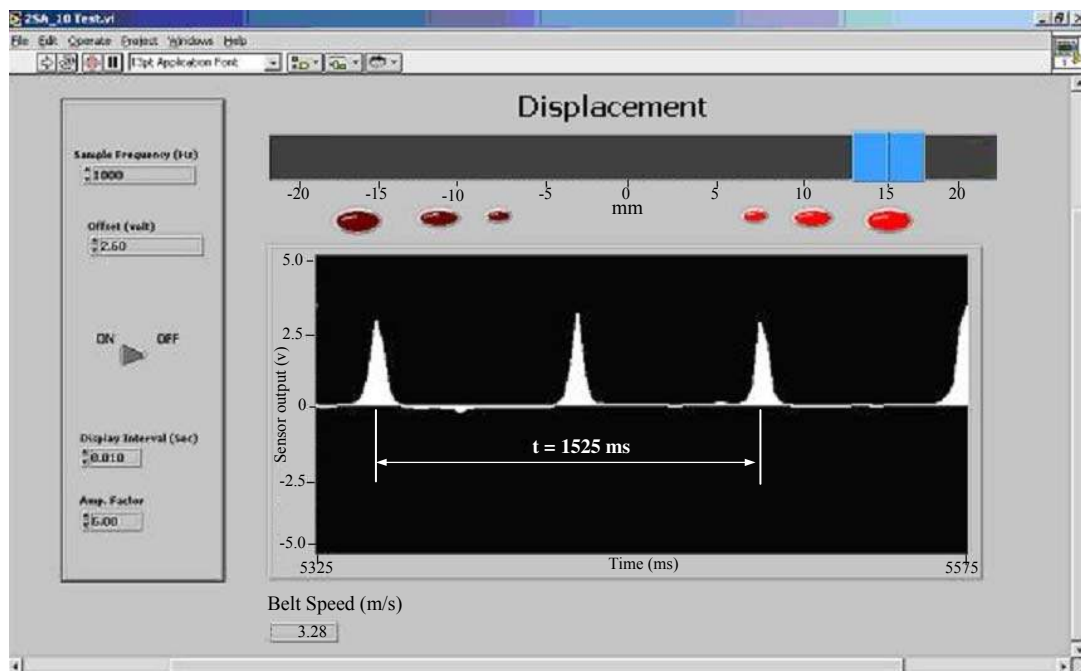 2SA_10 Test.vi
File Edit Operate Project Windows Help
13pt Application Font
Displacement
Sample Frequency (Hz)
1000
-20 -15 -10 -5 0 5 10 15 20
mm
Offset (volt)
2.60
ON OFF
Display Interval (Sec)
0.010
Amp. Factor
6.00
5.0
2.5
0
-2.5
-5.0
Sensor output (v)
t = 1525 ms
5325 Time (ms) 5575
Belt Speed (m/s)
3.28